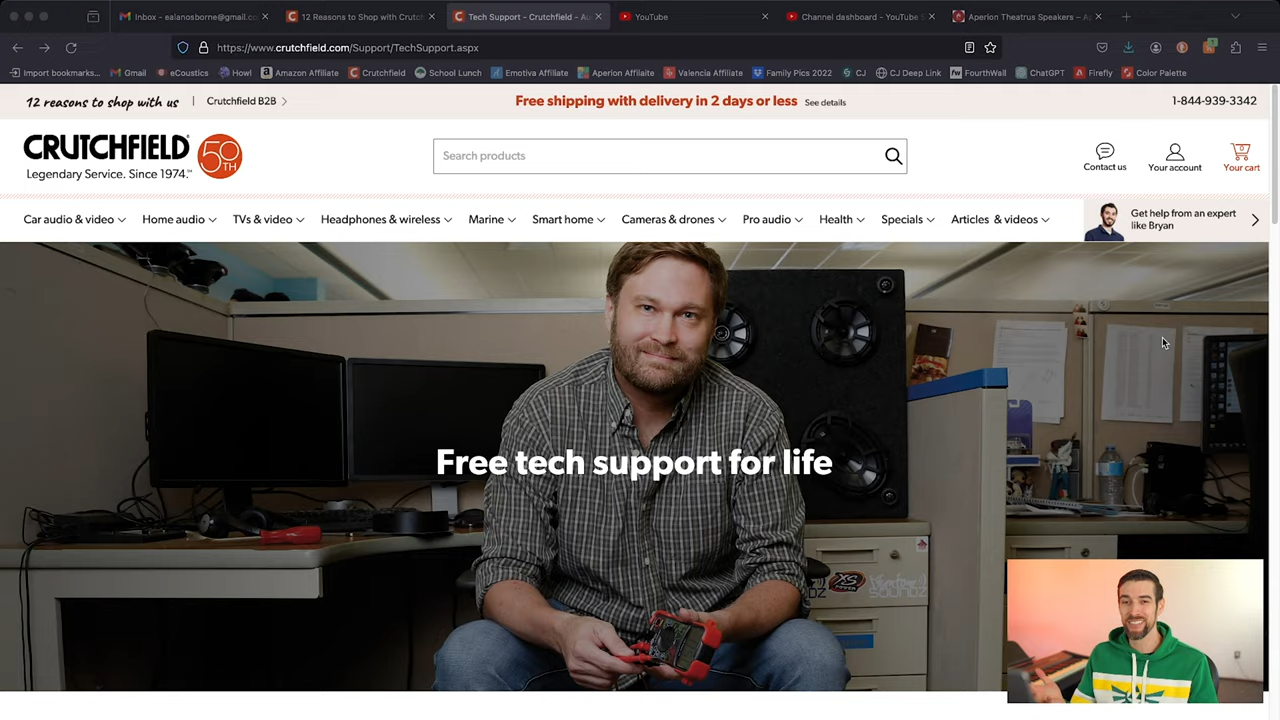 Inbox - ealanosborne@gmail.co
12 Reasons to Shop with Crutch
Tech Support - Crutchfield - Au
YouTube
Channel dashboard - YouTube S
Aperion Theatrus Speakers – Ap
https://www.crutchfield.com/Support/TechSupport.aspx
Import bookmarks... Gmail eCoustics Howl Amazon Affiliate Crutchfield School Lunch Emotiva Affiliate Aperion Affilaite Valencia Affiliate Family Pics 2022 CJ CJ Deep Link FourthWall ChatGPT Firefly Color Palette
12 reasons to shop with us | Crutchfield B2B
Free shipping with delivery in 2 days or less See details
1-844-939-3342
CRUTCHFIELD 50TH
Legendary Service. Since 1974.
Search products
Contact us
Your account
0
Your cart
Car audio & video Home audio TVs & video Headphones & wireless Marine Smart home Cameras & drones Pro audio Health Specials Articles & videos
Get help from an expert
like Bryan
Free tech support for life
XS
POWER